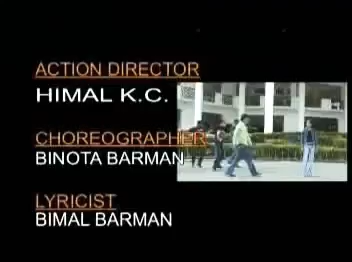 ACTION DIRECTOR
HIMAL K.C.
CHOREOGRAPHER
BINOTA BARMAN
LYRICIST
BIMAL BARMAN